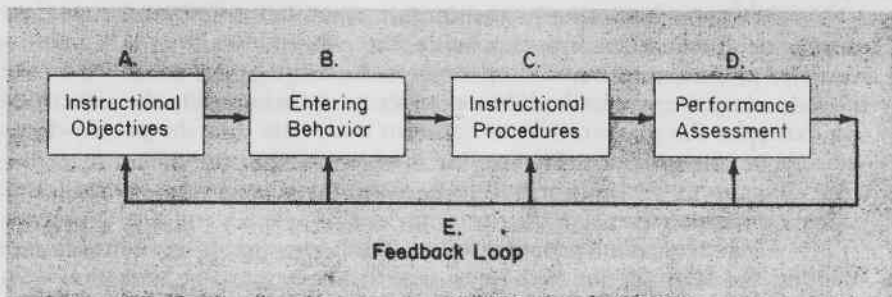 A.
B.
C.
D.
Instructional
Objectives
Entering
Behavior
Instructional
Procedures
Performance
Assessment
E.
Feedback Loop